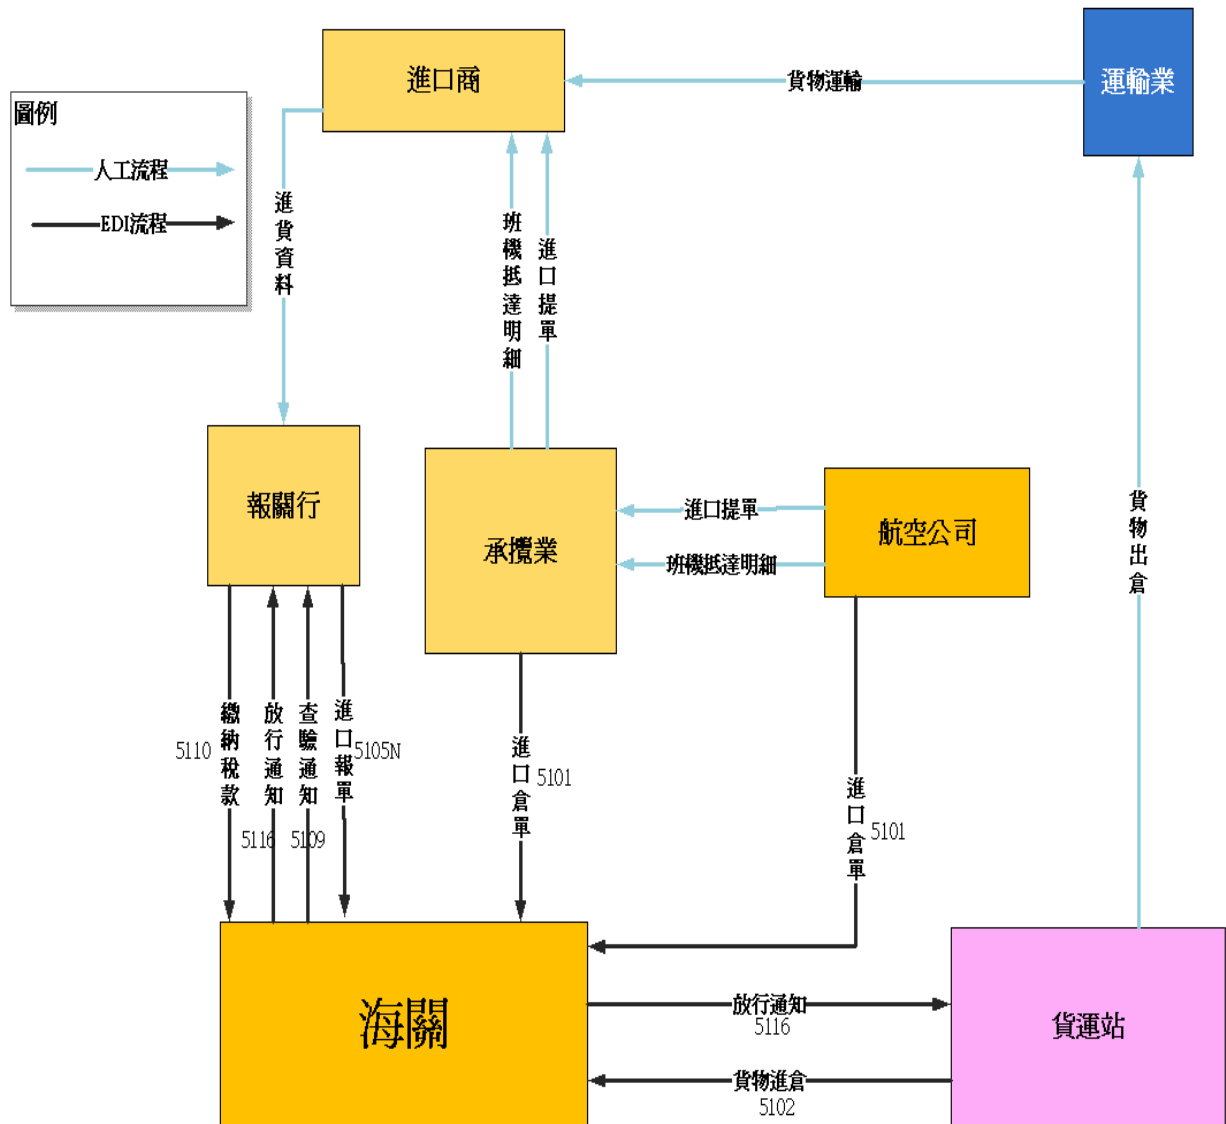 進口商
貨物運輸
運輸業
圖例
人工流程
EDI流程
進貨資料
班機抵達明細
進口提單
報關行
承攬業
進口提單
班機抵達明細
航空公司
貨物出倉
繳納稅款
5110
放行通知
5116
查驗通知
5109
進口報單
5105N
進口倉單
5101
進口倉單
5101
海關
放行通知
5116
貨物進倉
5102
貨運站